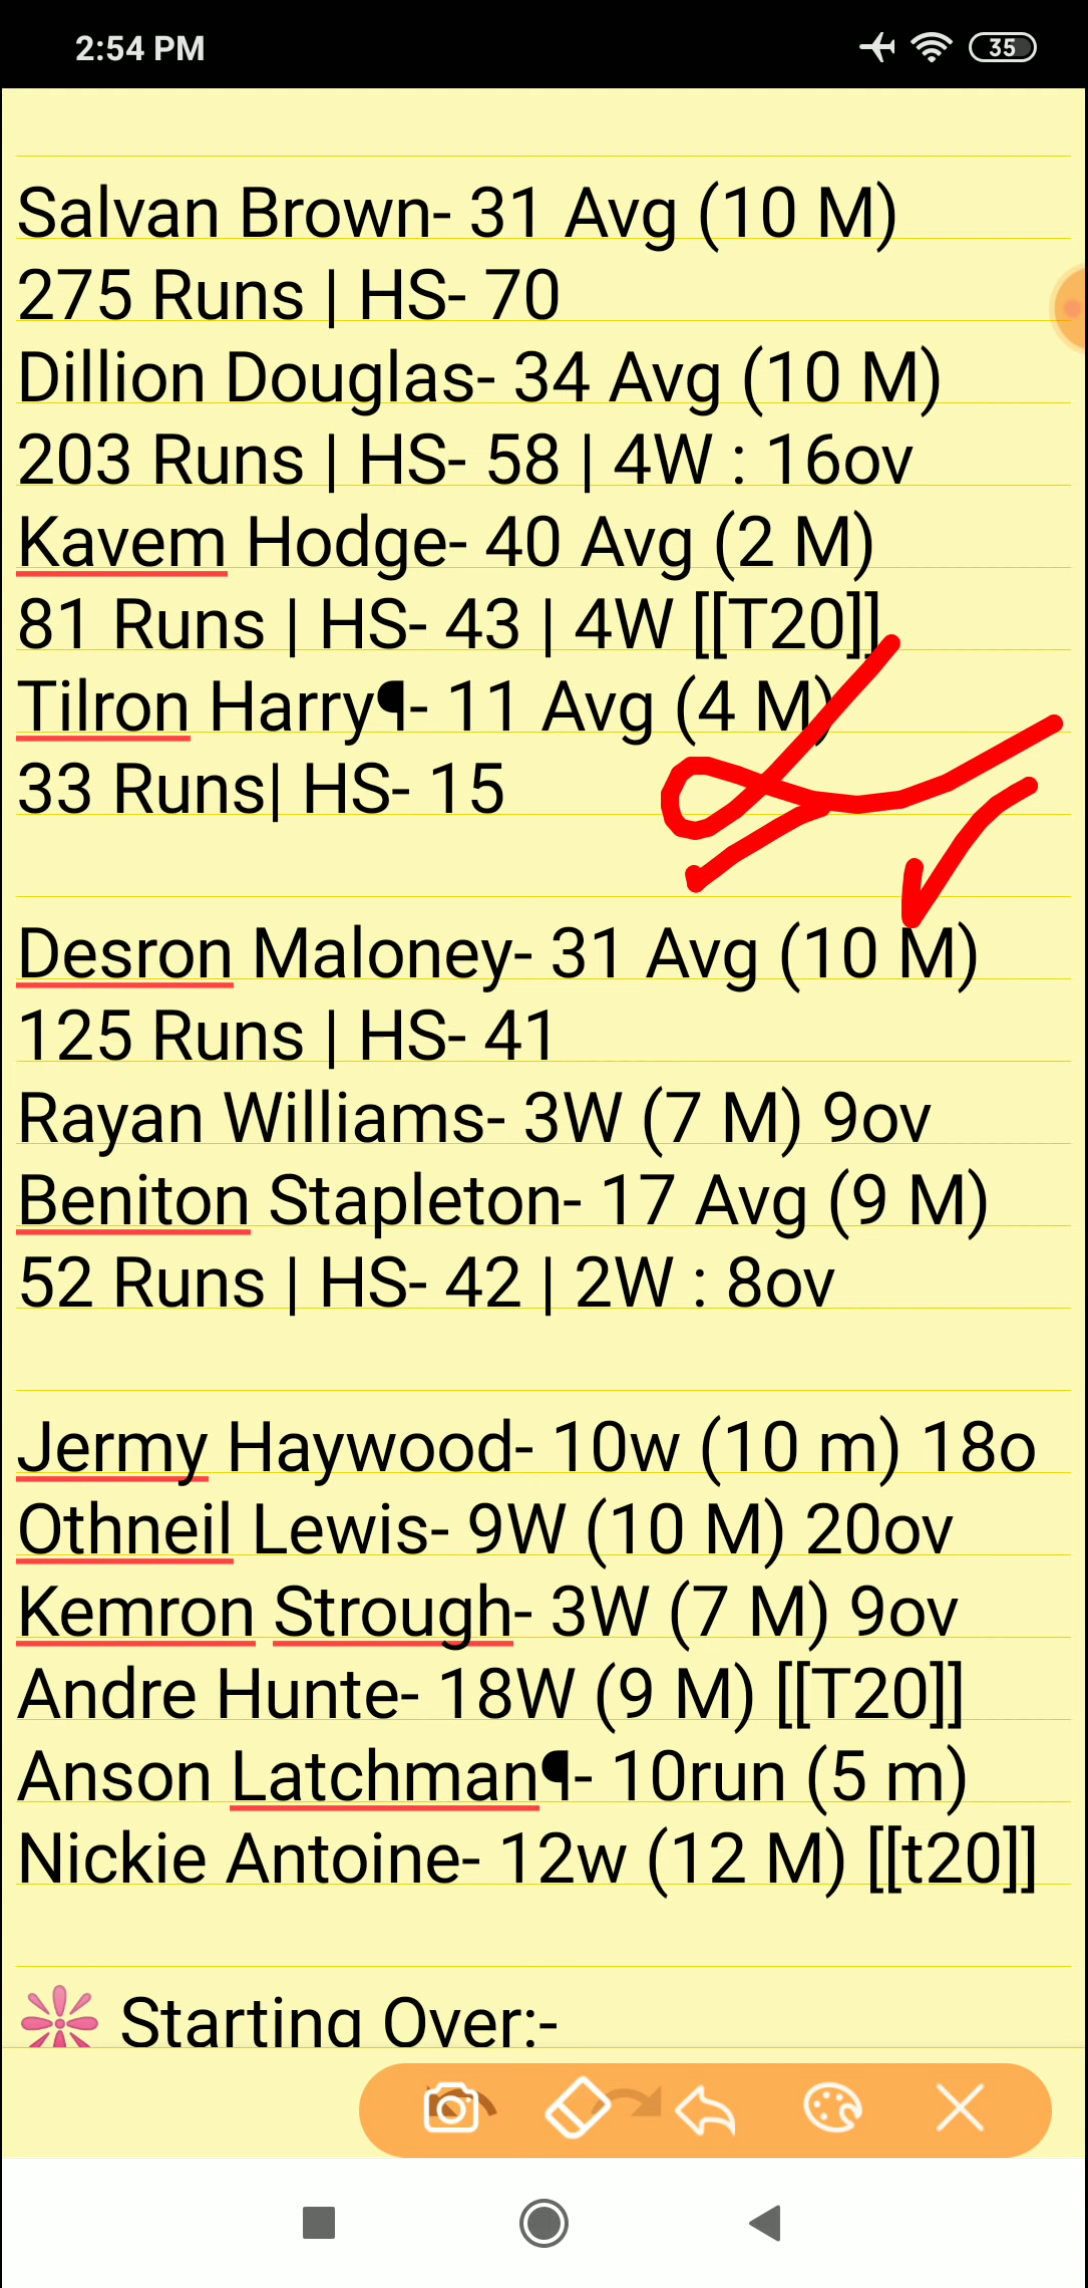 2:54 PM
35
Salvan Brown- 31 Avg (10 M)
275 Runs | HS- 70
Dillion Douglas- 34 Avg (10 M)
203 Runs | HS- 58 | 4W : 16ov
Kavem Hodge- 40 Avg (2 M)
81 Runs | HS- 43 | 4W [[T20]]
Tilron Harry¶- 11 Avg (4 M)
33 Runs| HS- 15
Desron Maloney- 31 Avg (10 M)
125 Runs | HS- 41
Rayan Williams- 3W (7 M) 9ov
Beniton Stapleton- 17 Avg (9 M)
52 Runs | HS- 42 | 2W : 8ov
Jermy Haywood- 10w (10 m) 18o
Othneil Lewis- 9W (10 M) 20ov
Kemron Strough- 3W (7 M) 9ov
Andre Hunte- 18W (9 M) [[T20]]
Anson Latchman¶- 10run (5 m)
Nickie Antoine- 12w (12 M) [[t20]]
Starting Over:-